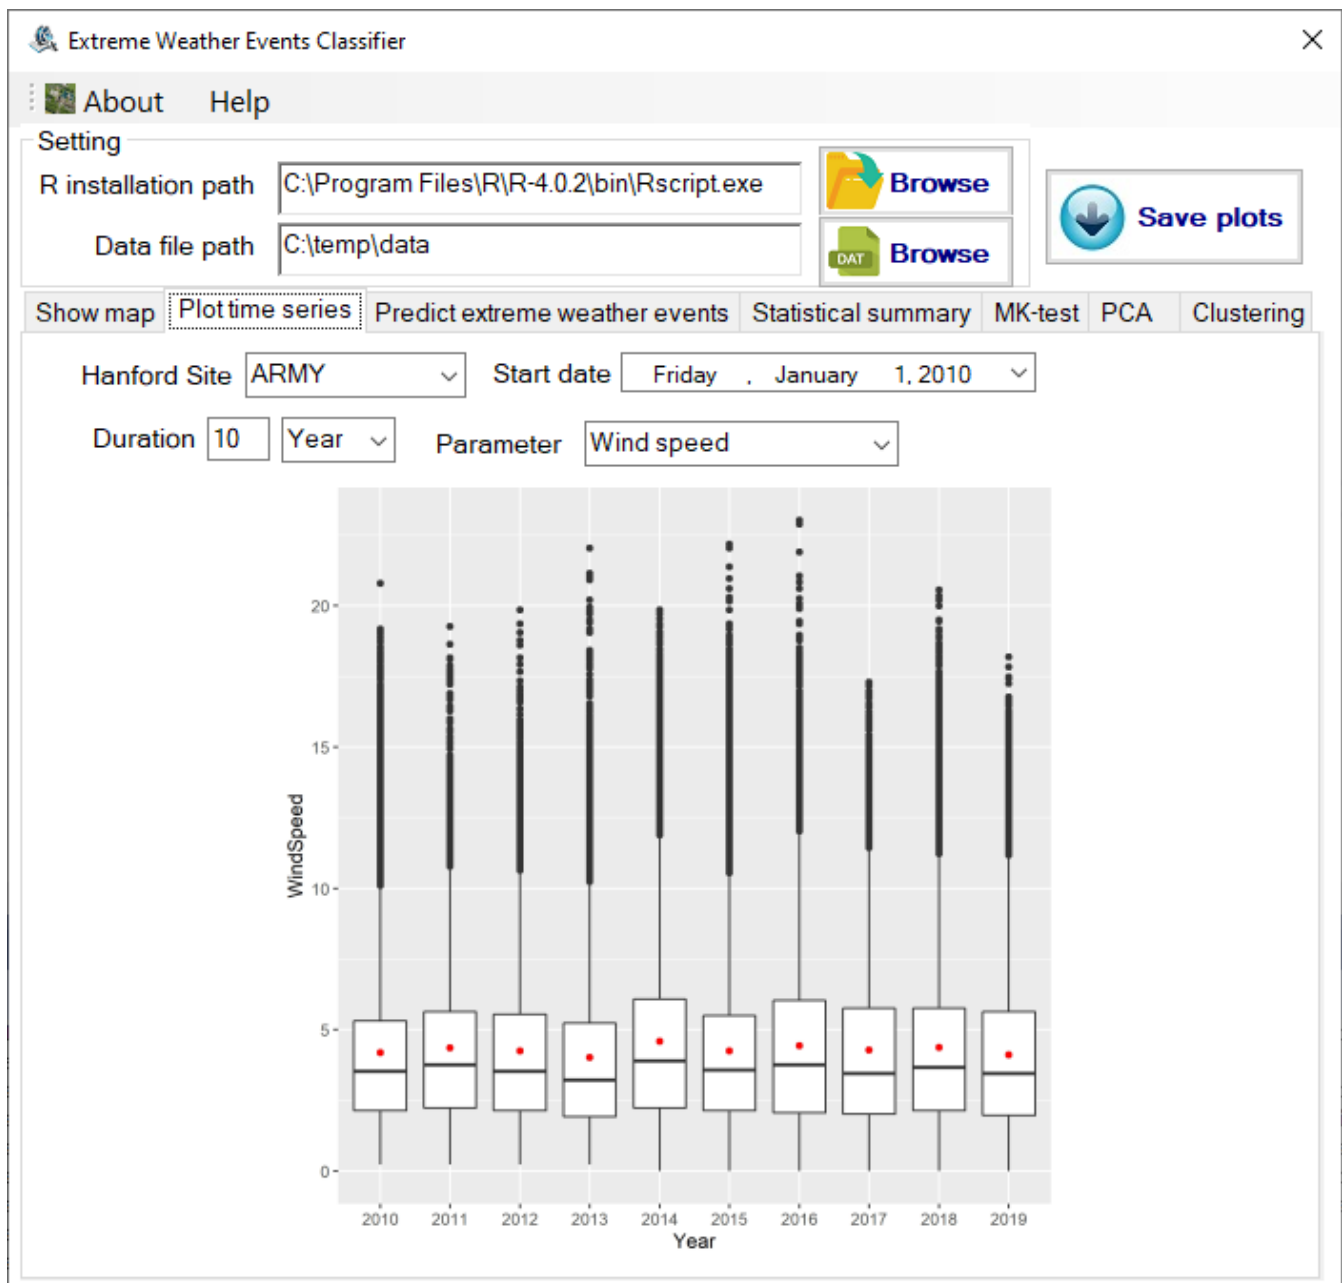 Extreme Weather Events Classifier
About Help
Setting
R installation path C:\Program Files\R\R-4.0.2\bin\Rscript.exe Browse
Save plots
Data file path C:\temp\data DAT Browse
Show map Plot time series Predict extreme weather events Statistical summary MK-test PCA Clustering
Hanford Site ARMY Start date Friday , January 1, 2010
Duration 10 Year Parameter Wind speed
20
15
WindSpeed
10
5
0
2010 2011 2012 2013 2014 2015 2016 2017 2018 2019
Year